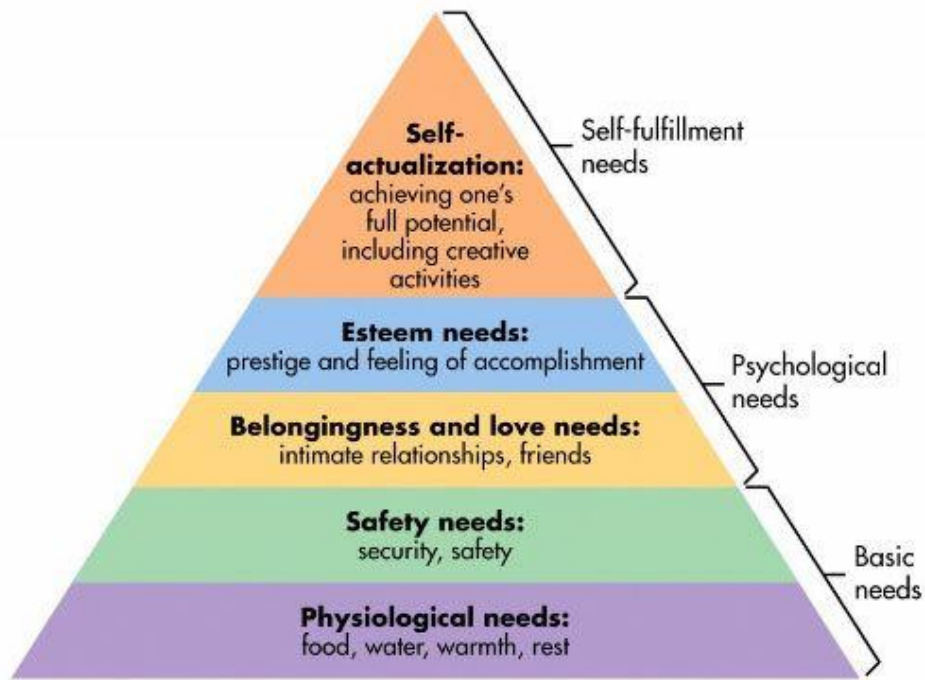 Self-
actualization:
achieving one's
full potential,
including creative
activities
Self-fulfillment
needs
Esteem needs:
prestige and feeling of accomplishment
Psychological
needs
Belongingness and love needs:
intimate relationships, friends
Safety needs:
security, safety
Basic
needs
Physiological needs:
food, water, warmth, rest